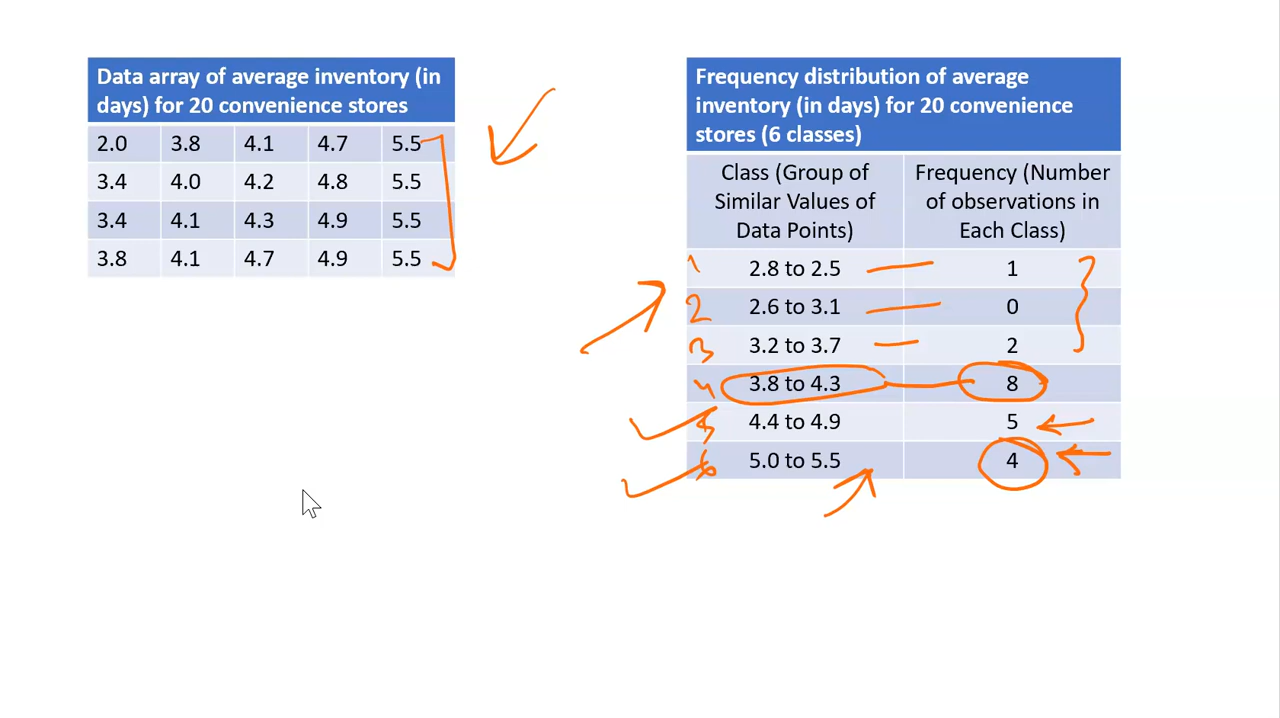 Data array of average inventory (in
days) for 20 convenience stores
2.0 3.8 4.1 4.7 5.5
3.4 4.0 4.2 4.8 5.5
3.4 4.1 4.3 4.9 5.5
3.8 4.1 4.7 4.9 5.5
Frequency distribution of average
inventory (in days) for 20 convenience
stores (6 classes)
Class (Group of
Similar Values of
Data Points)
Frequency (Number
of observations in
Each Class)
1 2.8 to 2.5 1
2 2.6 to 3.1 0
3 3.2 to 3.7 2
4 3.8 to 4.3 8
5 4.4 to 4.9 5
6 5.0 to 5.5 4